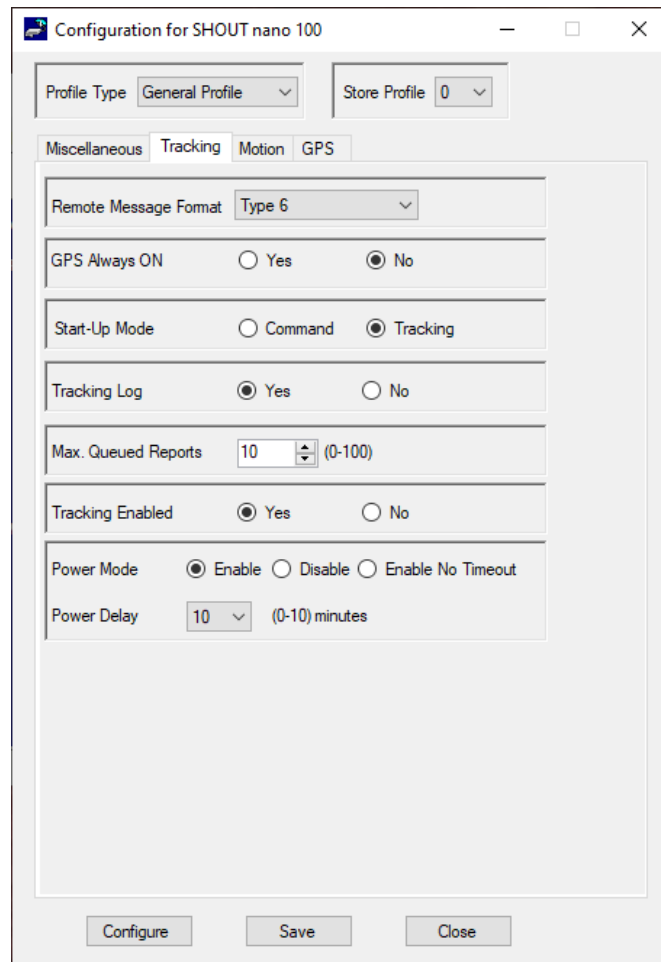 Configuration for SHOUT nano 100
Profile Type General Profile Store Profile 0
Miscellaneous Tracking Motion GPS
Remote Message Format Type 6
GPS Always ON Yes No
Start-Up Mode Command Tracking
Tracking Log Yes No
Max. Queued Reports 10 (0-100)
Tracking Enabled Yes No
Power Mode Enable Disable Enable No Timeout
Power Delay 10 (0-10) minutes
Configure Save Close